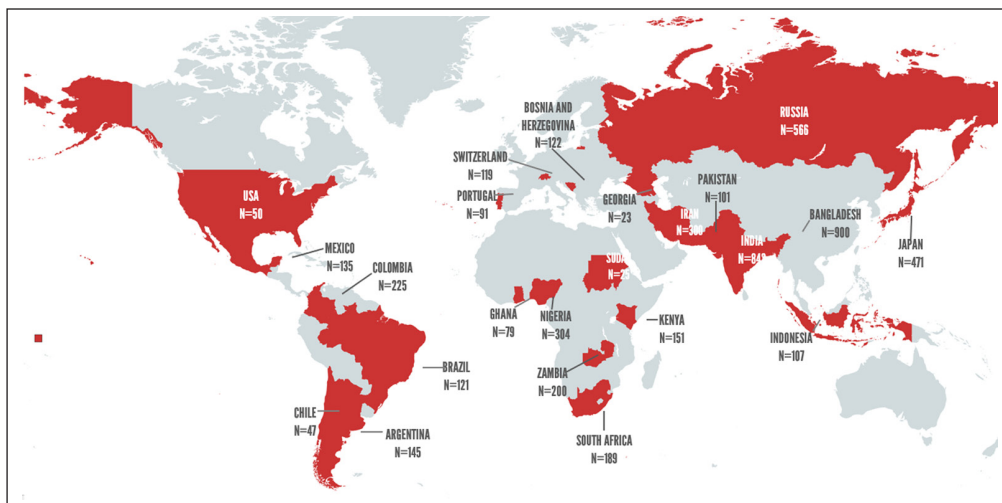 RUSSIA
N=566
BOSNIA AND
HERZEGOVINA
N=122
SWITZERLAND
N=119
PORTUGAL
N=91
GEORGIA
N=23
PAKISTAN
N=101
USA
N=50
IRAN
BANGLADESH
N=900
INDIA
JAPAN
N=471
MEXICO
N=135
COLOMBIA
N=225
GHANA
N=79
NIGERIA
N=304
KENYA
N=151
INDONESIA
N=107
BRAZIL
N=121
ZAMBIA
N=200
CHILE
N=47
ARGENTINA
N=145
SOUTH AFRICA
N=189